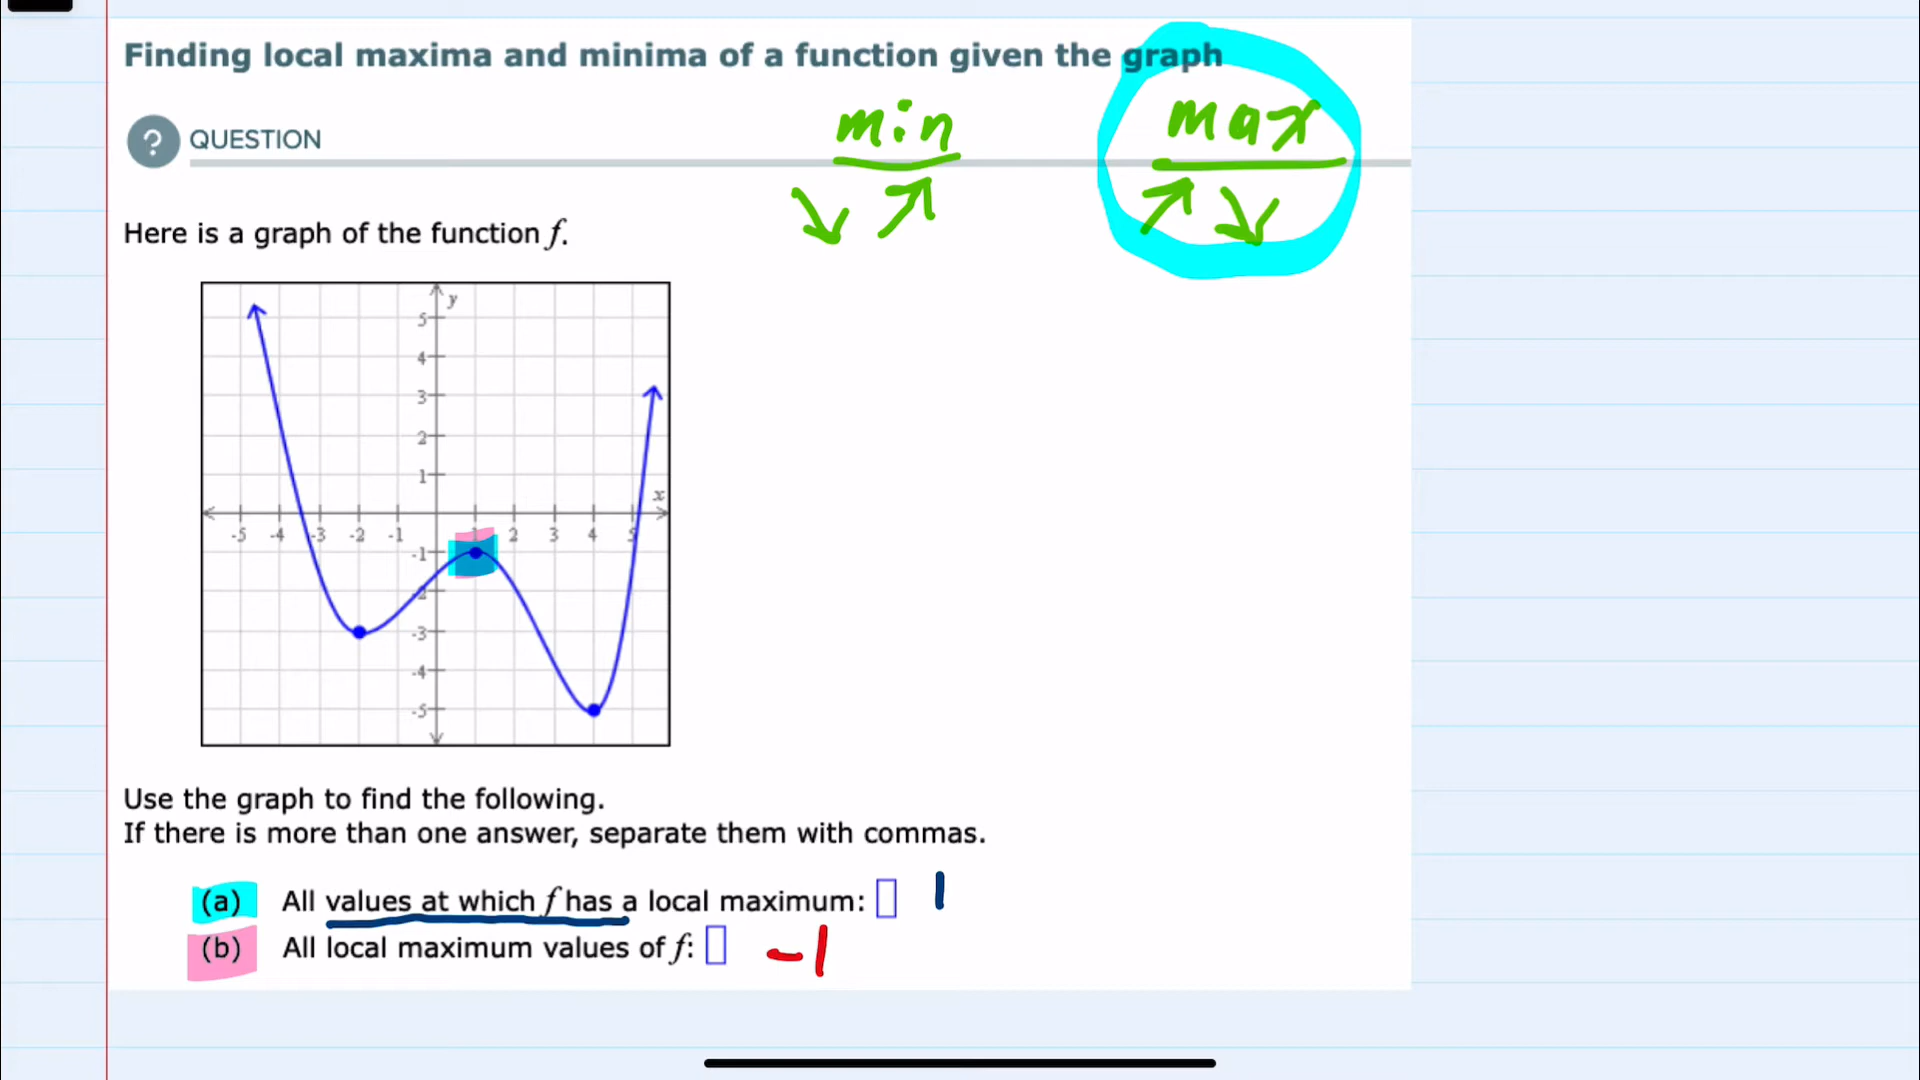 Finding local maxima and minima of a function given the graph
min
max
? QUESTION
Here is a graph of the function f.
y
5
4
3
2
1
x
-5 -4 -3 -2 -1 1 2 3 4 5
-1
-2
-3
-4
-5
Use the graph to find the following.
If there is more than one answer, separate them with commas.
(a) All values at which f has a local maximum: 1
(b) All local maximum values of f: -1